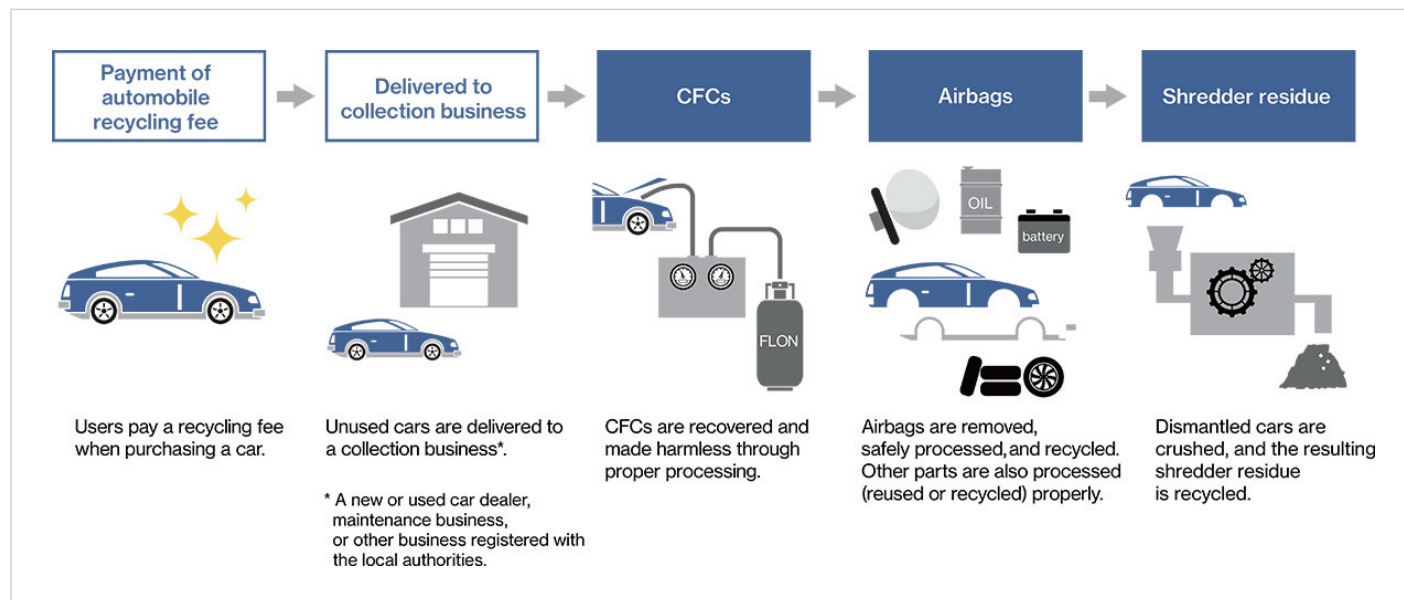 Payment of
automobile
recycling fee
Delivered to
collection business
CFCs
Airbags
Shredder residue
FLON
OIL
battery
Users pay a recycling fee
when purchasing a car.
Unused cars are delivered to
a collection business*.
* A new or used car dealer,
maintenance business,
or other business registered with
the local authorities.
CFCs are recovered and
made harmless through
proper processing.
Airbags are removed,
safely processed, and recycled.
Other parts are also processed
(reused or recycled) properly.
Dismantled cars are
crushed, and the resulting
shredder residue
is recycled.